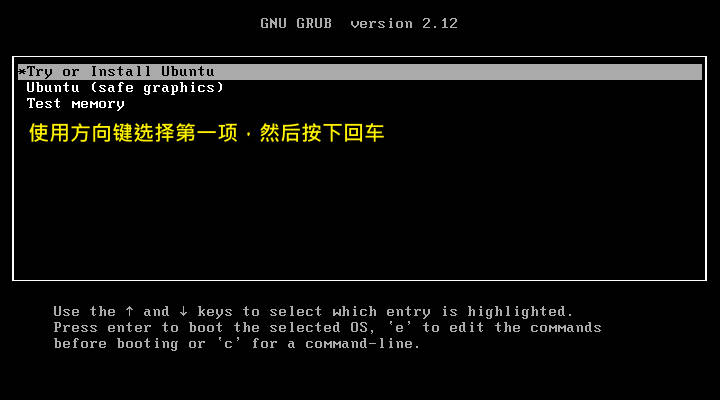 GNU GRUB  version 2.12
*Try or Install Ubuntu
Ubuntu (safe graphics)
Test memory
使用方向键选择第一项，然后按下回车
Use the ↑ and ↓ keys to select which entry is highlighted.
Press enter to boot the selected OS, `e' to edit the commands
before booting or `c' for a command-line.